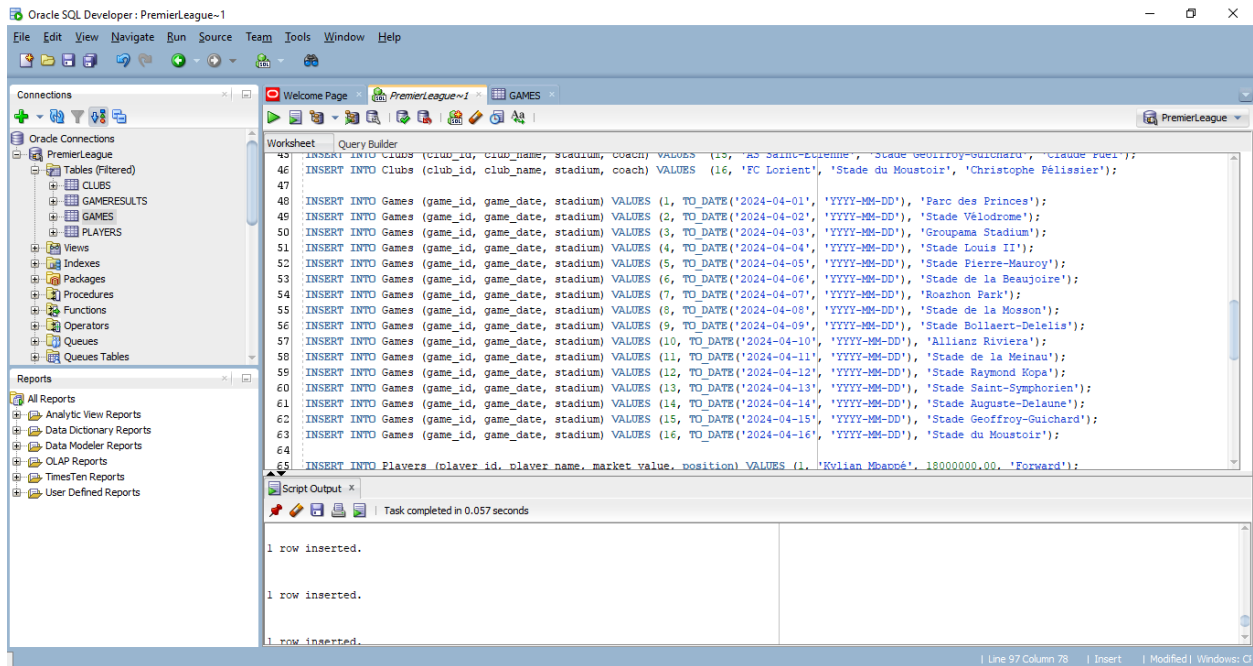 Oracle SQL Developer : PremierLeague~1
File Edit View Navigate Run Source Team Tools Window Help
Connections
Oracle Connections
PremierLeague
Tables (Filtered)
CLUBS
GAMERESULTS
GAMES
PLAYERS
Views
Indexes
Packages
Procedures
Functions
Operators
Queues
Queues Tables
Reports
All Reports
Analytic View Reports
Data Dictionary Reports
Data Modeler Reports
OLAP Reports
TimesTen Reports
User Defined Reports
Welcome Page PremierLeague~1 GAMES
PremierLeague
Worksheet Query Builder
45 INSERT INTO Clubs (club_id, club_name, stadium, coach) VALUES (15, 'AS Saint-Étienne', 'Stade Geoffroy-Guichard', 'Claude Puel');
46 INSERT INTO Clubs (club_id, club_name, stadium, coach) VALUES (16, 'FC Lorient', 'Stade du Moustoir', 'Christophe Pélissier');
47
48 INSERT INTO Games (game_id, game_date, stadium) VALUES (1, TO_DATE('2024-04-01', 'YYYY-MM-DD'), 'Parc des Princes');
49 INSERT INTO Games (game_id, game_date, stadium) VALUES (2, TO_DATE('2024-04-02', 'YYYY-MM-DD'), 'Stade Vélodrome');
50 INSERT INTO Games (game_id, game_date, stadium) VALUES (3, TO_DATE('2024-04-03', 'YYYY-MM-DD'), 'Groupama Stadium');
51 INSERT INTO Games (game_id, game_date, stadium) VALUES (4, TO_DATE('2024-04-04', 'YYYY-MM-DD'), 'Stade Louis II');
52 INSERT INTO Games (game_id, game_date, stadium) VALUES (5, TO_DATE('2024-04-05', 'YYYY-MM-DD'), 'Stade Pierre-Mauroy');
53 INSERT INTO Games (game_id, game_date, stadium) VALUES (6, TO_DATE('2024-04-06', 'YYYY-MM-DD'), 'Stade de la Beaujoire');
54 INSERT INTO Games (game_id, game_date, stadium) VALUES (7, TO_DATE('2024-04-07', 'YYYY-MM-DD'), 'Roazhon Park');
55 INSERT INTO Games (game_id, game_date, stadium) VALUES (8, TO_DATE('2024-04-08', 'YYYY-MM-DD'), 'Stade de la Mosson');
56 INSERT INTO Games (game_id, game_date, stadium) VALUES (9, TO_DATE('2024-04-09', 'YYYY-MM-DD'), 'Stade Bollaert-Delelis');
57 INSERT INTO Games (game_id, game_date, stadium) VALUES (10, TO_DATE('2024-04-10', 'YYYY-MM-DD'), 'Allianz Riviera');
58 INSERT INTO Games (game_id, game_date, stadium) VALUES (11, TO_DATE('2024-04-11', 'YYYY-MM-DD'), 'Stade de la Meinau');
59 INSERT INTO Games (game_id, game_date, stadium) VALUES (12, TO_DATE('2024-04-12', 'YYYY-MM-DD'), 'Stade Raymond Kopa');
60 INSERT INTO Games (game_id, game_date, stadium) VALUES (13, TO_DATE('2024-04-13', 'YYYY-MM-DD'), 'Stade Saint-Symphorien');
61 INSERT INTO Games (game_id, game_date, stadium) VALUES (14, TO_DATE('2024-04-14', 'YYYY-MM-DD'), 'Stade Auguste-Delaune');
62 INSERT INTO Games (game_id, game_date, stadium) VALUES (15, TO_DATE('2024-04-15', 'YYYY-MM-DD'), 'Stade Geoffroy-Guichard');
63 INSERT INTO Games (game_id, game_date, stadium) VALUES (16, TO_DATE('2024-04-16', 'YYYY-MM-DD'), 'Stade du Moustoir');
64
65 INSERT INTO Players (player_id, player_name, market_value, position) VALUES (1, 'Kylian Mbappé', 18000000.00, 'Forward');
Script Output
Task completed in 0.057 seconds
1 row inserted.
1 row inserted.
1 row inserted.
Line 97 Column 78 Insert Modified Windows: C